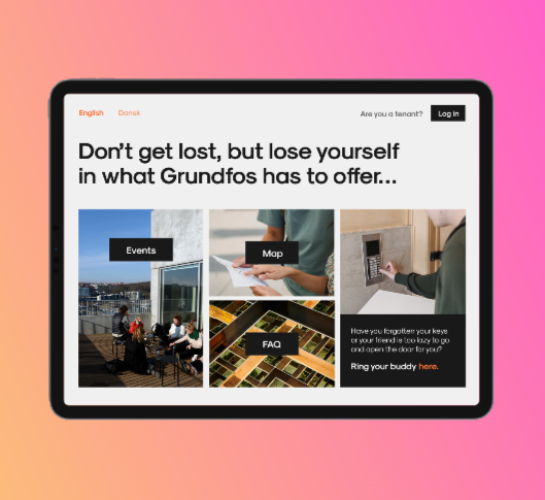 English Dansk Are you a tenant? Log in
Don't get lost, but lose yourself
in what Grundfos has to offer...
Events
Map
FAQ
Have you forgotten your keys
or your friend is too lazy to go
and open the door for you?
Ring your buddy here.